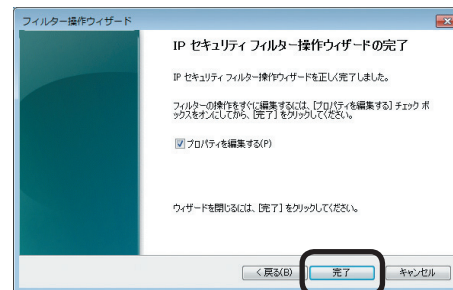 フィルター操作ウィザード
IP セキュリティ フィルター操作ウィザードの完了
IP セキュリティ フィルター操作ウィザードを正しく完了しました。
フィルターの操作をすぐに編集するには、[プロパティを編集する] チェック ボ
ックスをオンにしてから、[完了] をクリックしてください。
プロパティを編集する(P)
ウィザードを閉じるには、[完了] をクリックしてください。
< 戻る(B)
完了
キャンセル